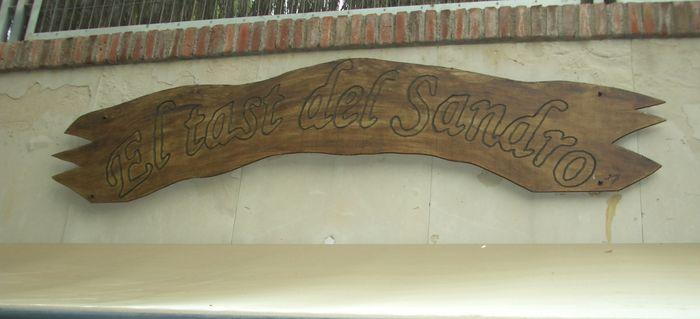 El tast del Sandro